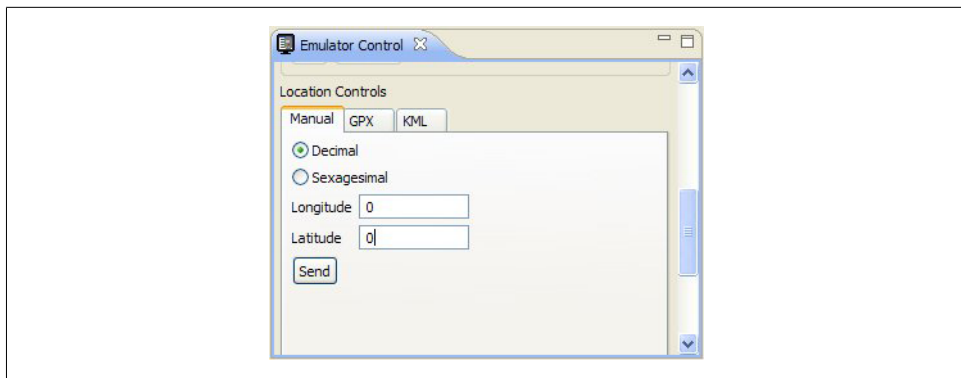 Emulator Control
Location Controls
Manual GPX KML
Decimal
Sexagesimal
Longitude 0
Latitude 0
Send